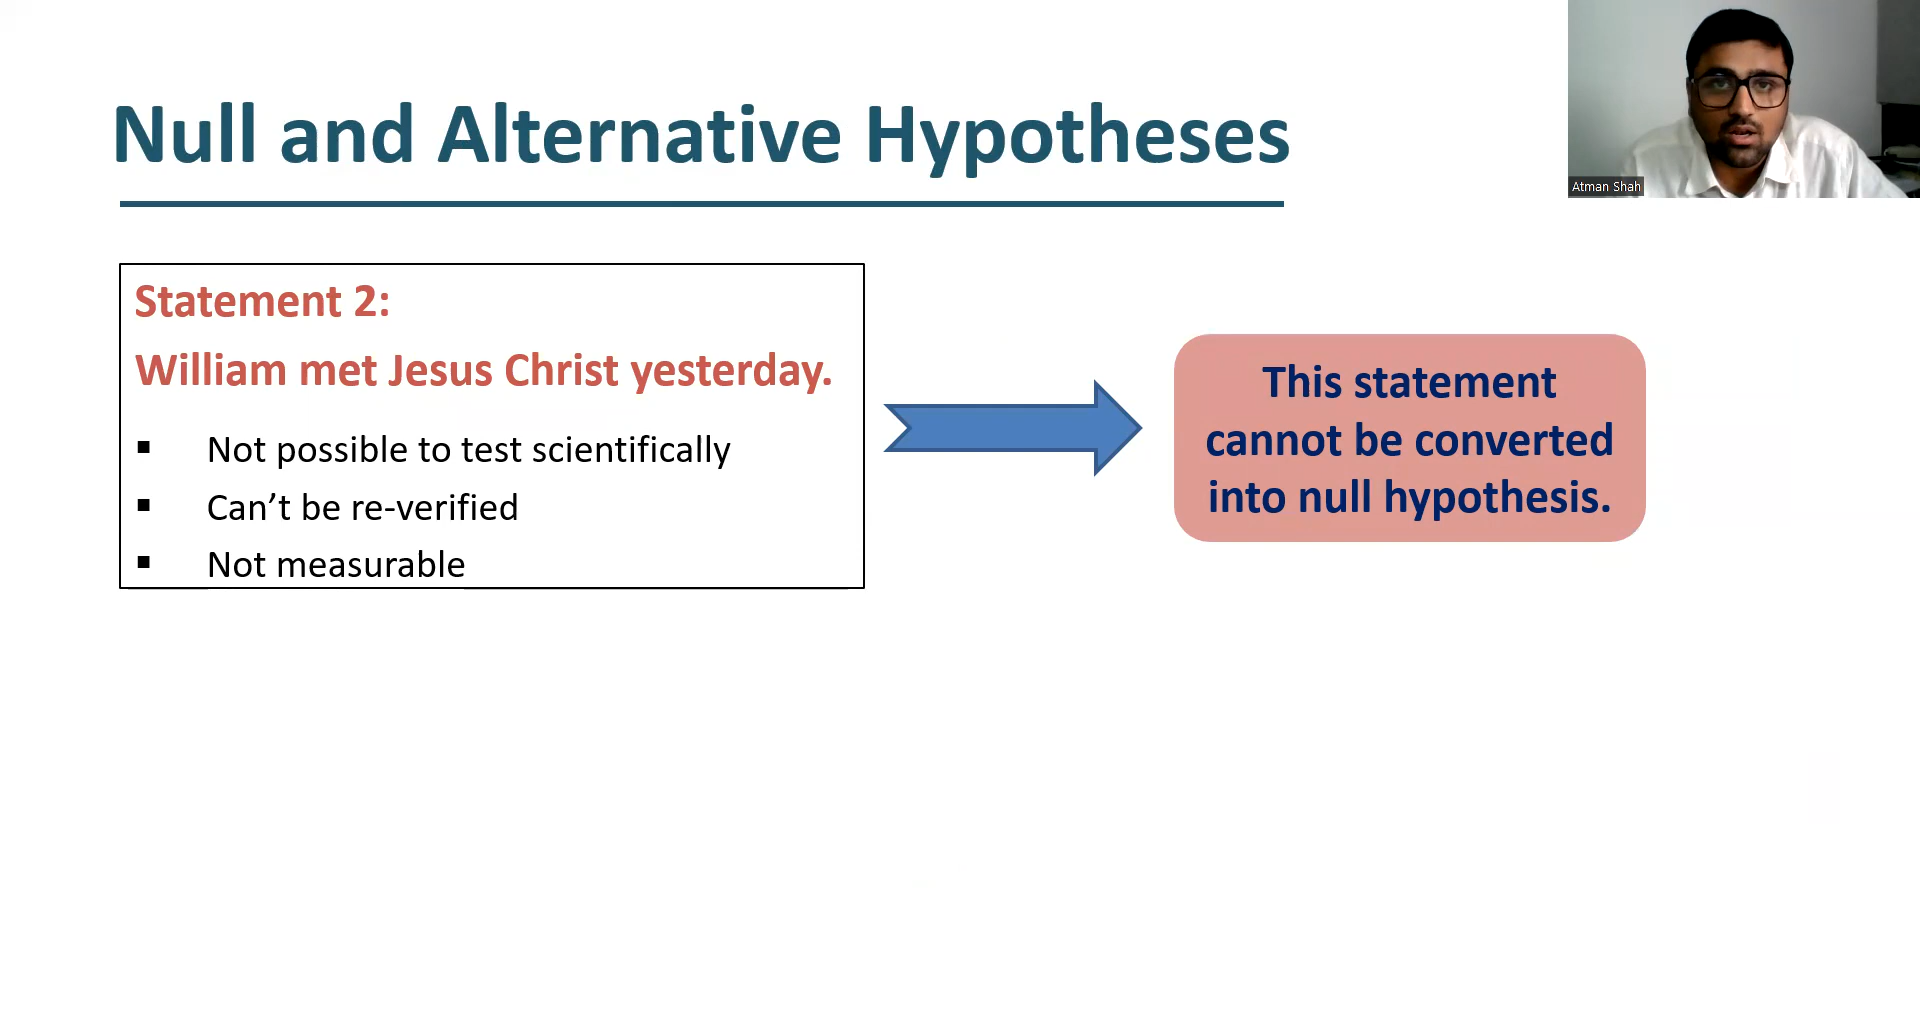 Null and Alternative Hypotheses
Atman Shah
Statement 2:
William met Jesus Christ yesterday.
▪ Not possible to test scientifically
▪ Can’t be re-verified
▪ Not measurable
This statement
cannot be converted
into null hypothesis.